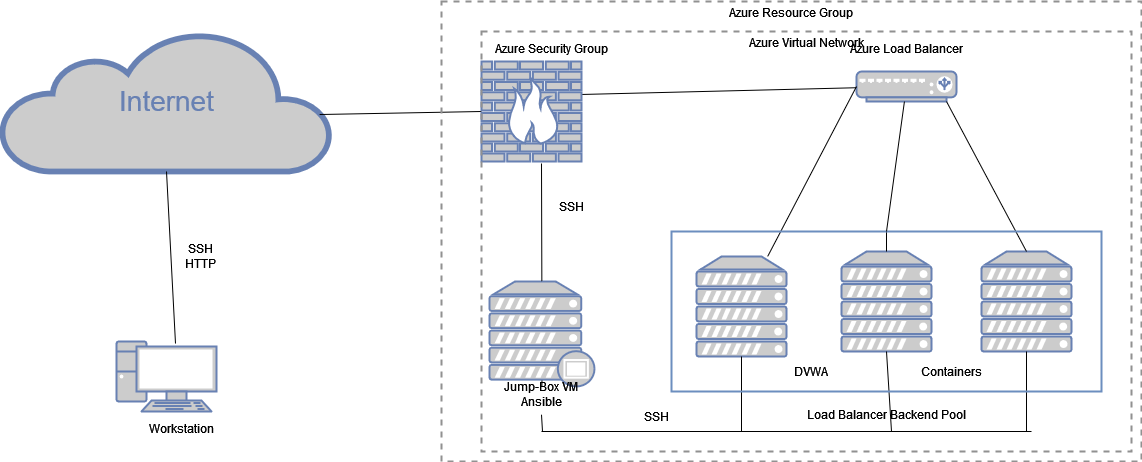 Azure Resource Group
Azure Virtual Network
Azure Security Group
Azure Load Balancer
Internet
SSH
SSH
HTTP
DVWA
Containers
Jump-Box VM
Ansible
SSH
Load Balancer Backend Pool
Workstation